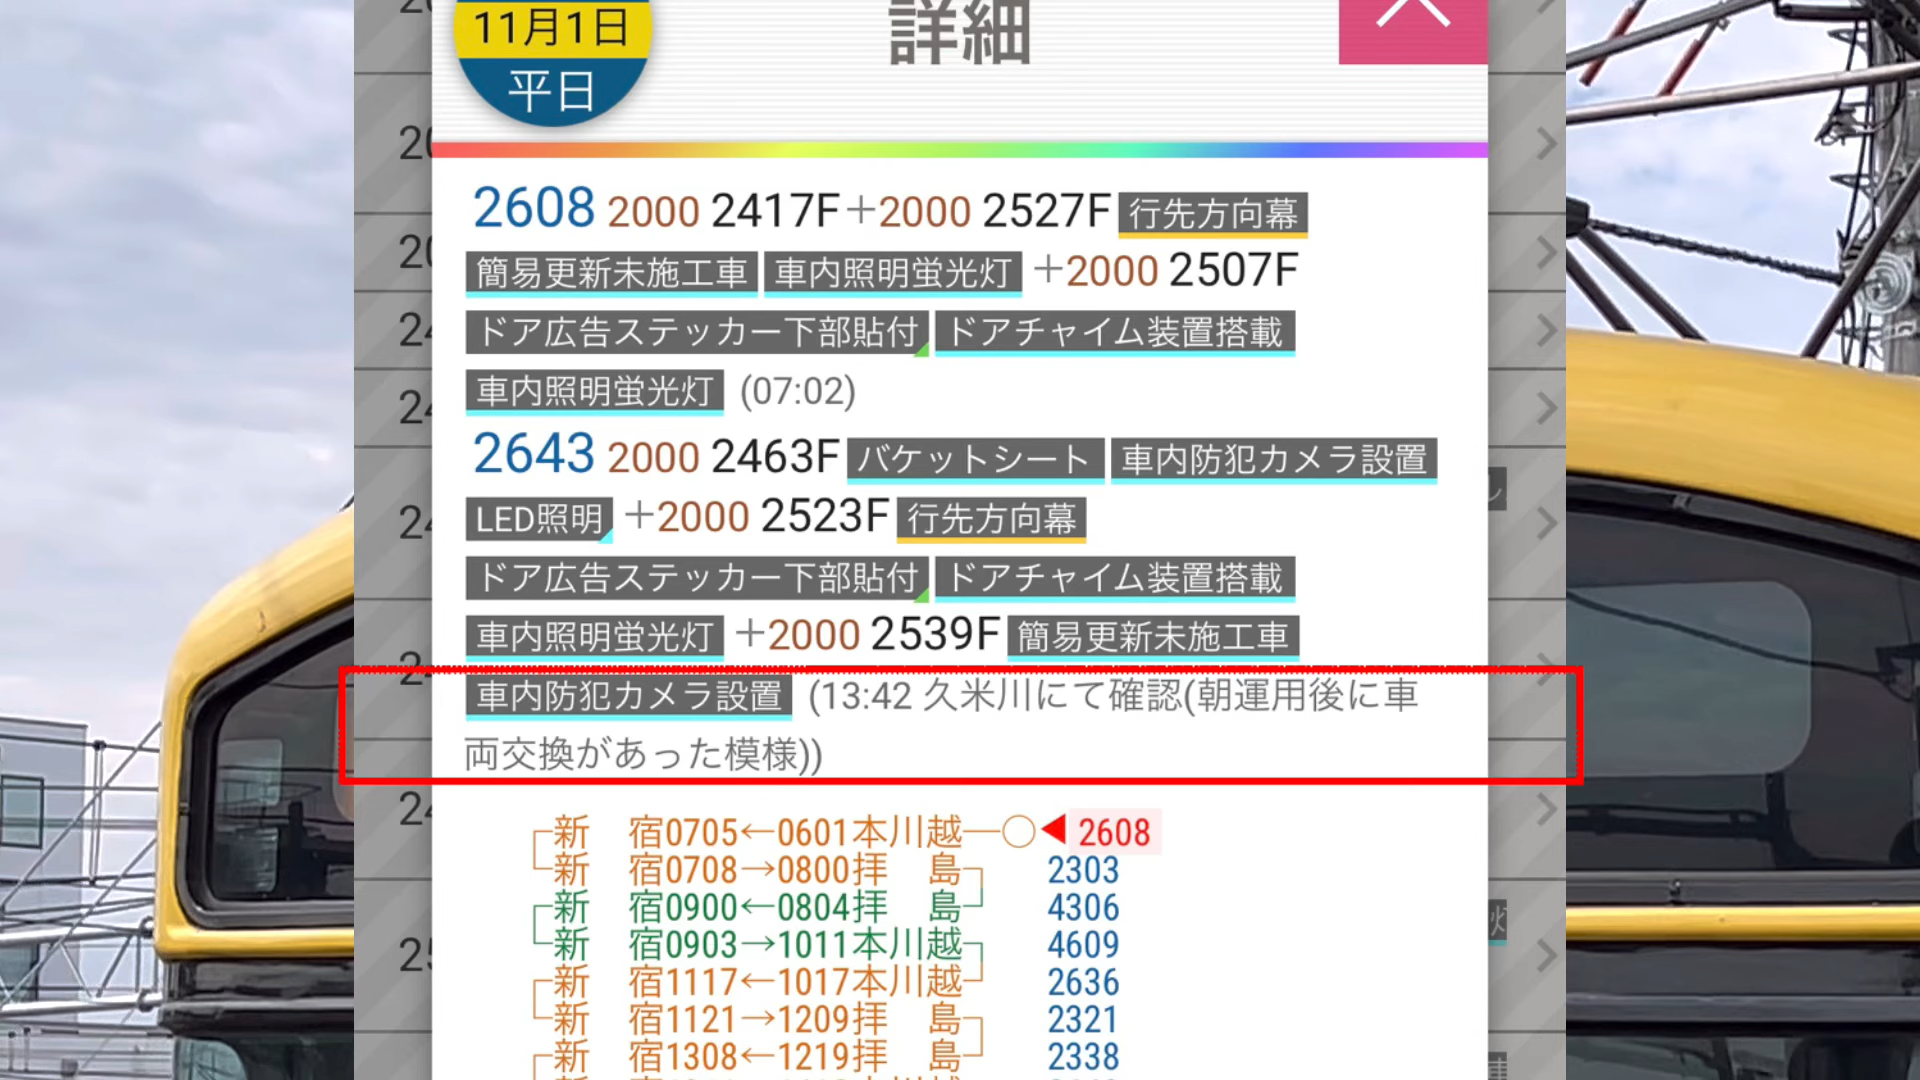 11月1日
平日
詳細
2608 2000 2417F+2000 2527F 行先方向幕
簡易更新未施工車 車内照明蛍光灯 +2000 2507F
ドア広告ステッカー下部貼付 ドアチャイム装置搭載
車内照明蛍光灯 (07:02)
2643 2000 2463F バケットシート 車内防犯カメラ設置
LED照明 +2000 2523F 行先方向幕
ドア広告ステッカー下部貼付 ドアチャイム装置搭載
車内照明蛍光灯 +2000 2539F 簡易更新未施工車
車内防犯カメラ設置 (13:42 久米川にて確認(朝運用後に車
両交換があった模様))
新 宿0705←0601本川越 ◀2608
新 宿0708→0800拝 島 2303
新 宿0900←0804拝 島 4306
新 宿0903→1011本川越 4609
新 宿1117←1017本川越 2636
新 宿1121→1209拝 島 2321
新 宿1308←1219拝 島 2338